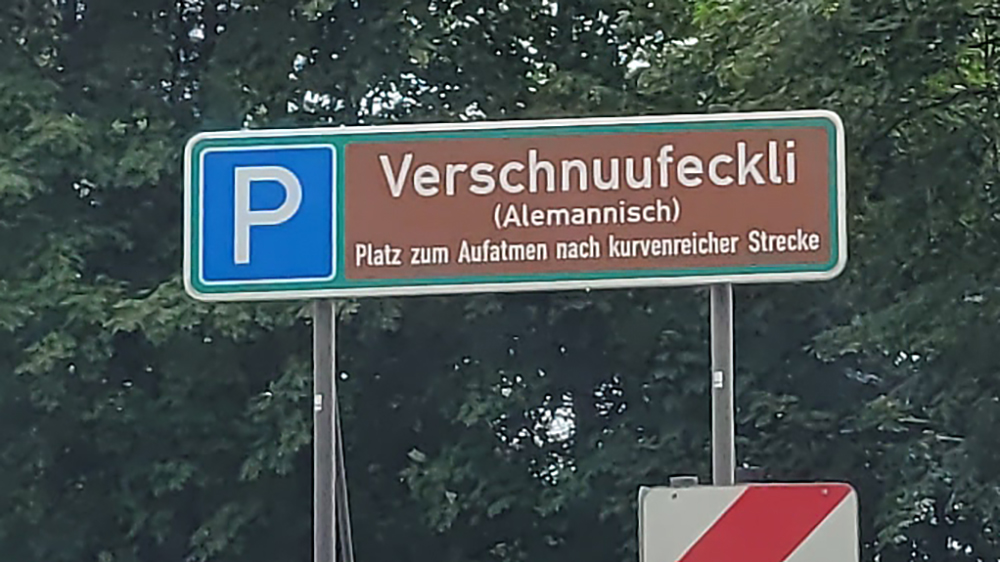 P
Verschnuufeckli
(Alemannisch)
Platz zum Aufatmen nach kurvenreicher Strecke